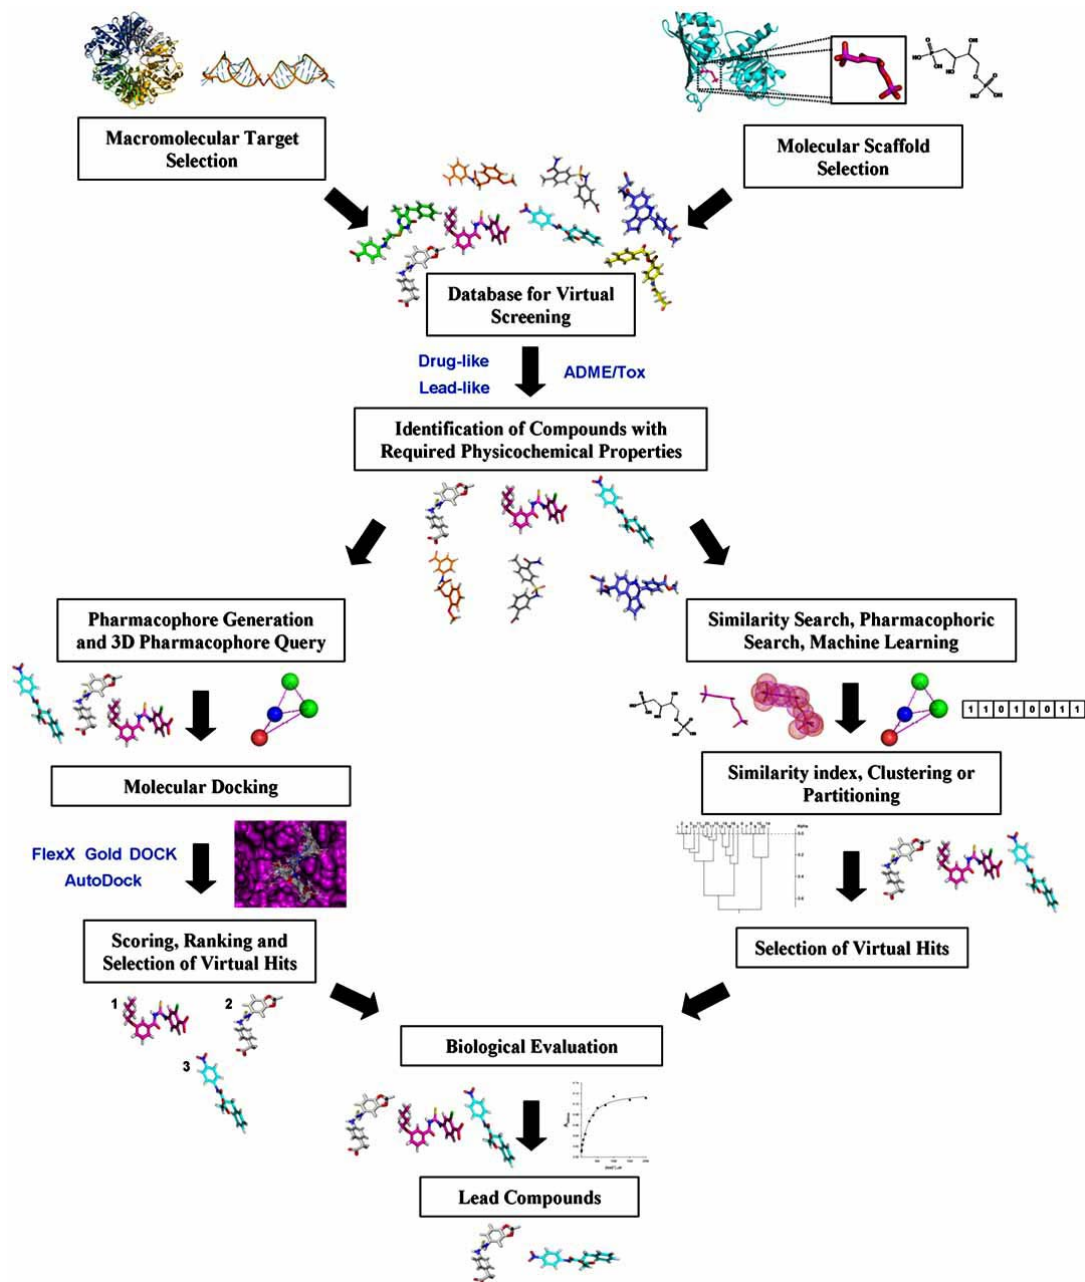 Macromolecular Target
Selection
Molecular Scaffold
Selection
Database for Virtual
Screening
Drug-like
Lead-like
ADME/Tox
Identification of Compounds with
Required Physicochemical Properties
Pharmacophore Generation
and 3D Pharmacophore Query
Similarity Search, Pharmacophoric
Search, Machine Learning
1 1 0 1 0 0 1 1
Molecular Docking
Similarity index, Clustering or
Partitioning
FlexX Gold DOCK
AutoDock
Scoring, Ranking and
Selection of Virtual Hits
Selection of Virtual Hits
1
2
3
Biological Evaluation
Lead Compounds